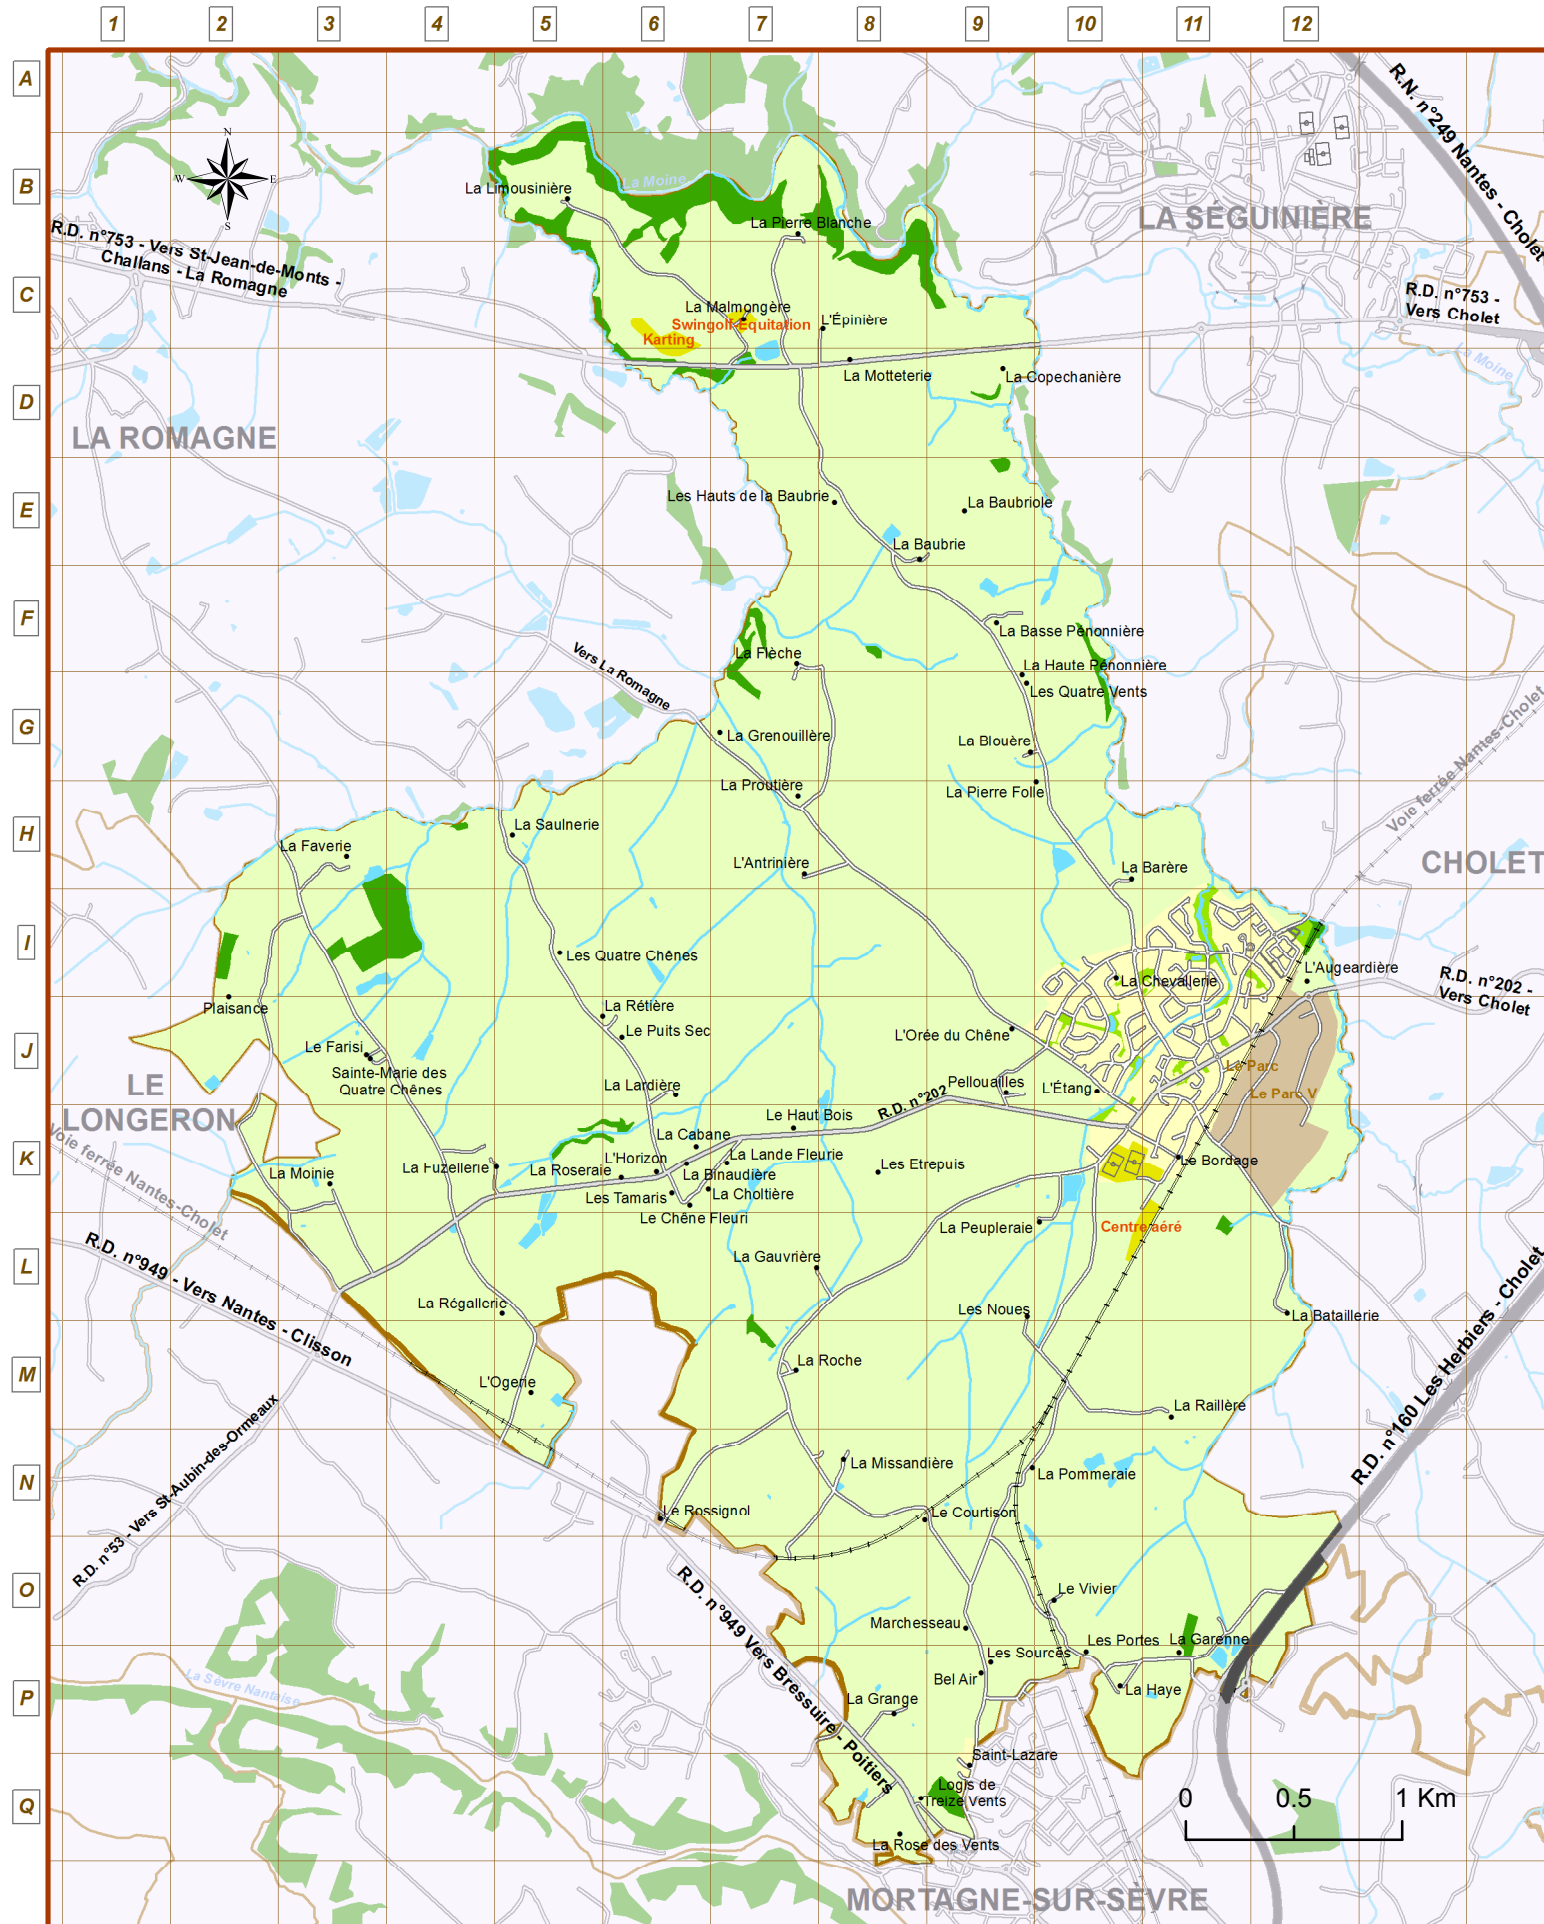 1 2 3 4 5 6 7 8 9 10 11 12
A
B
C
D
E
F
G
H
I
J
K
L
M
N
O
P
Q
N
W E
S
R.N. n°249 Nantes - Cholet
La Moine
La Limousinière
La Pierre Blanche
LA SÉGUINIÈRE
R.D. n°753 - Vers St-Jean-de-Monts -
Challans - La Romagne
R.D. n°753 -
Vers Cholet
La Malmongère
Swingolf-Equitation
L'Épinière
Karting
La Moine
La Motteterie
La Copechanière
LA ROMAGNE
Les Hauts de la Baubrie
La Baubriole
La Baubrie
La Basse Pénonnière
Vers La Romagne
La Flèche
La Haute Pénonnière
Les Quatre Vents
La Grenouillère
La Blouère
Voie ferrée Nantes-Cholet
La Proutière
La Pierre Folle
La Saulnerie
La Faverie
L'Antrinière
La Barère
CHOLET
Les Quatre Chênes
L'Augeardière
La Chevallerie
R.D. n°202 -
Vers Cholet
Plaisance
La Rétière
Le Puits Sec
L'Orée du Chêne
Le Farisi
Sainte-Marie des
Quatre Chênes
Le Parc
LE
LONGERON
La Lardière
Pellouailles
L'Étang
Le Parc V
R.D. n°202
Le Haut Bois
La Cabane
Voie ferrée Nantes-Cholet
La Fuzellerie
L'Horizon
La Lande Fleurie
La Moinie
La Roseraie
La Binaudière
Les Etrepuis
Le Bordage
Les Tamaris
La Choltière
Le Chêne Fleuri
La Peupleraie
Centre aéré
R.D. n°949 - Vers Nantes - Clisson
La Gauvrière
La Régallerie
Les Noues
La Bataillerie
R.D. n°160 Les Herbiers - Cholet
La Roche
L'Ogerie
La Raillère
R.D. n°53 - Vers St-Aubin-des-Ormeaux
La Missandière
La Pommeraie
Le Rossignol
Le Courtison
R.D. n°949 Vers Bressuire - Poitiers
Le Vivier
Marchesseau
Les Sources
Les Portes
La Garenne
La Sèvre Nantaise
Bel Air
La Haye
La Grange
Saint-Lazare
Logis de
Treize Vents
0 0.5 1 Km
La Rose des Vents
MORTAGNE-SUR-SÈVRE